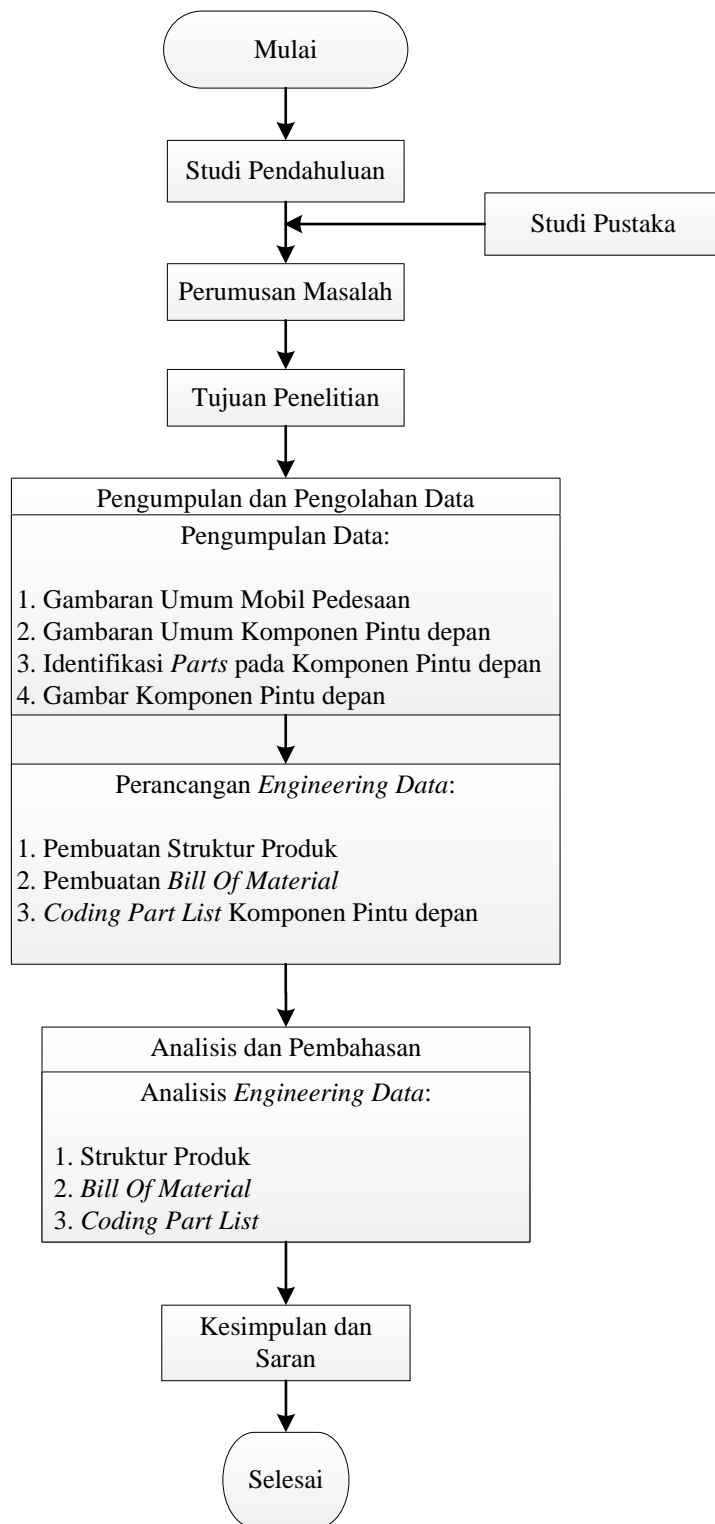 Mulai
Studi Pendahuluan
Studi Pustaka
Perumusan Masalah
Tujuan Penelitian
Pengumpulan dan Pengolahan Data
Pengumpulan Data:
1. Gambaran Umum Mobil Pedesaan
2. Gambaran Umum Komponen Pintu depan
3. Identifikasi Parts pada Komponen Pintu depan
4. Gambar Komponen Pintu depan
Perancangan Engineering Data:
1. Pembuatan Struktur Produk
2. Pembuatan Bill Of Material
3. Coding Part List Komponen Pintu depan
Analisis dan Pembahasan
Analisis Engineering Data:
1. Struktur Produk
2. Bill Of Material
3. Coding Part List
Kesimpulan dan
Saran
Selesai